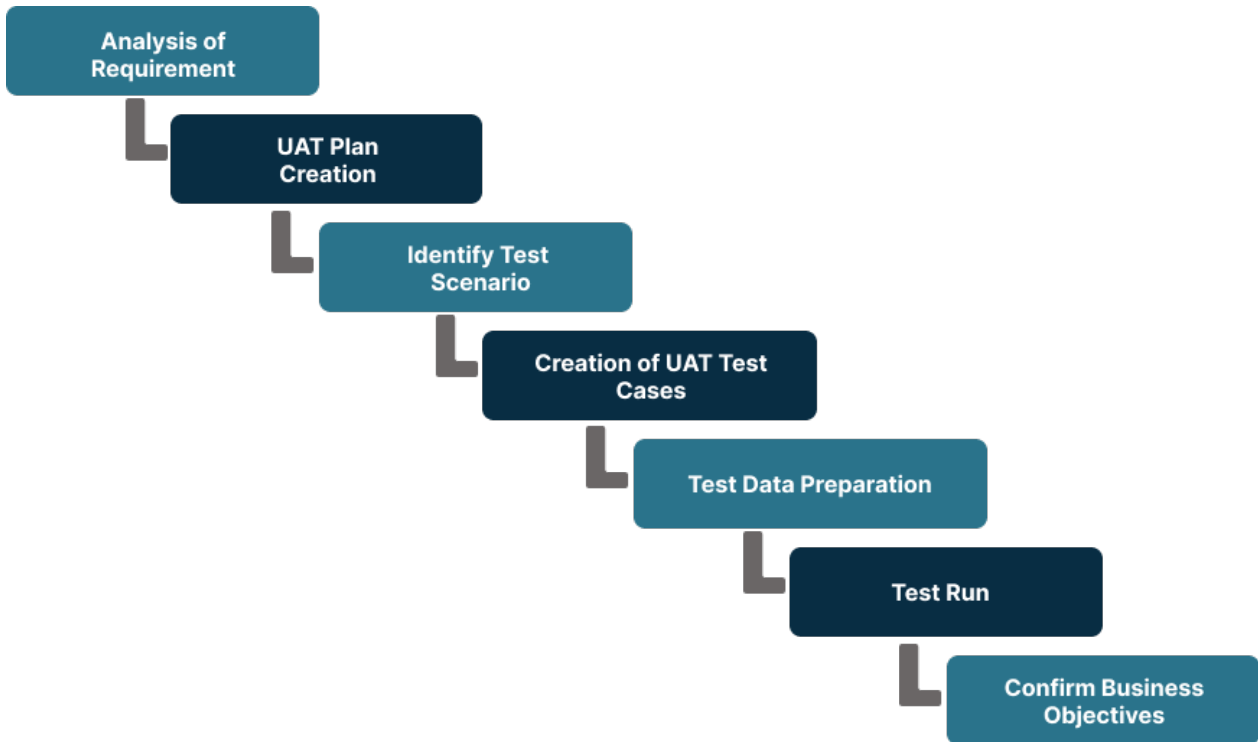 Analysis of
Requirement
UAT Plan
Creation
Identify Test
Scenario
Creation of UAT Test
Cases
Test Data Preparation
Test Run
Confirm Business
Objectives